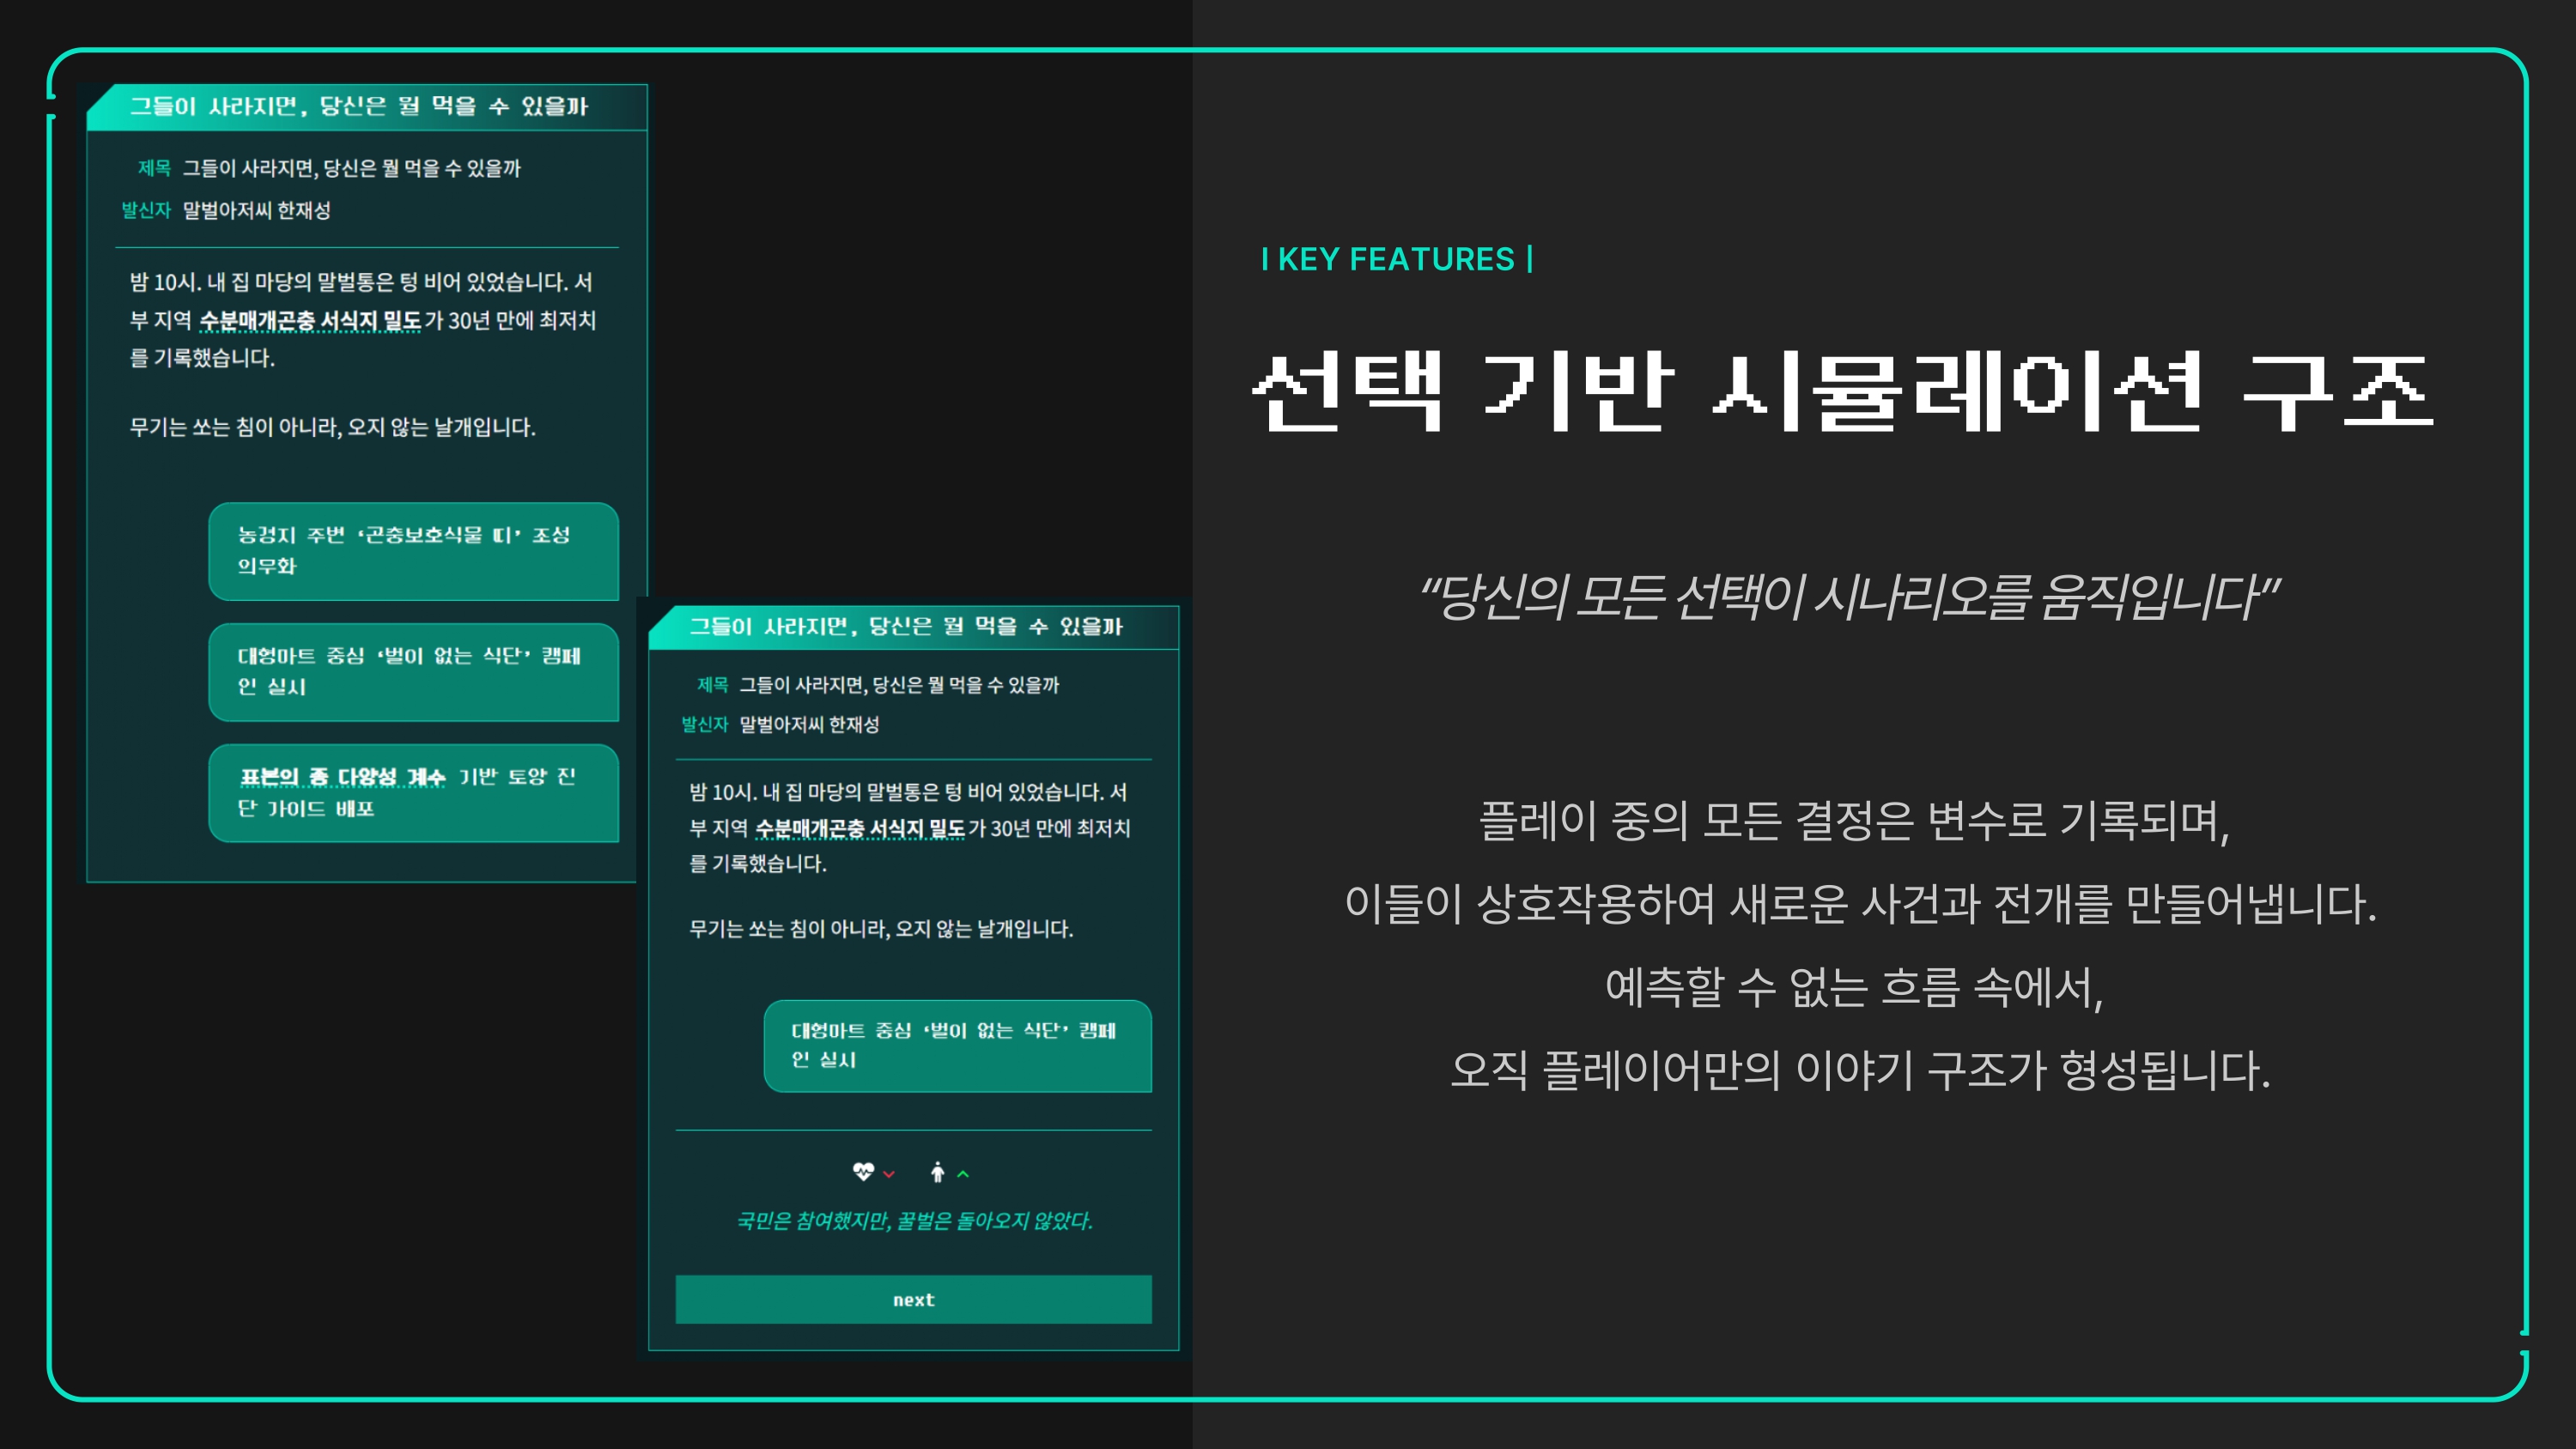 그들이 사라지면, 당신은 뭘 먹을 수 있을까
제목 그들이 사라지면, 당신은 뭘 먹을 수 있을까
발신자 말벌아저씨 한재성
밤 10시. 내 집 마당의 말벌통은 텅 비어 있었습니다. 서
부 지역 수분매개곤충 서식지 밀도가 30년 만에 최저치
를 기록했습니다.
무기는 쏘는 침이 아니라, 오지 않는 날개입니다.
농경지 주변 ‘곤충보호식물 띠’ 조성
의무화
대형마트 중심 ‘벌이 없는 식단’ 캠페
인 실시
표본의 종 다양성 계수 기반 토양 진
단 가이드 배포
그들이 사라지면, 당신은 뭘 먹을 수 있을까
제목 그들이 사라지면, 당신은 뭘 먹을 수 있을까
발신자 말벌아저씨 한재성
밤 10시. 내 집 마당의 말벌통은 텅 비어 있었습니다. 서
부 지역 수분매개곤충 서식지 밀도가 30년 만에 최저치
를 기록했습니다.
무기는 쏘는 침이 아니라, 오지 않는 날개입니다.
대형마트 중심 ‘벌이 없는 식단’ 캠페
인 실시
국민은 참여했지만, 꿀벌은 돌아오지 않았다.
next
I KEY FEATURES |
선택 기반 시뮬레이션 구조
“당신의 모든 선택이 시나리오를 움직입니다”
플레이 중의 모든 결정은 변수로 기록되며,
이들이 상호작용하여 새로운 사건과 전개를 만들어냅니다.
예측할 수 없는 흐름 속에서,
오직 플레이어만의 이야기 구조가 형성됩니다.